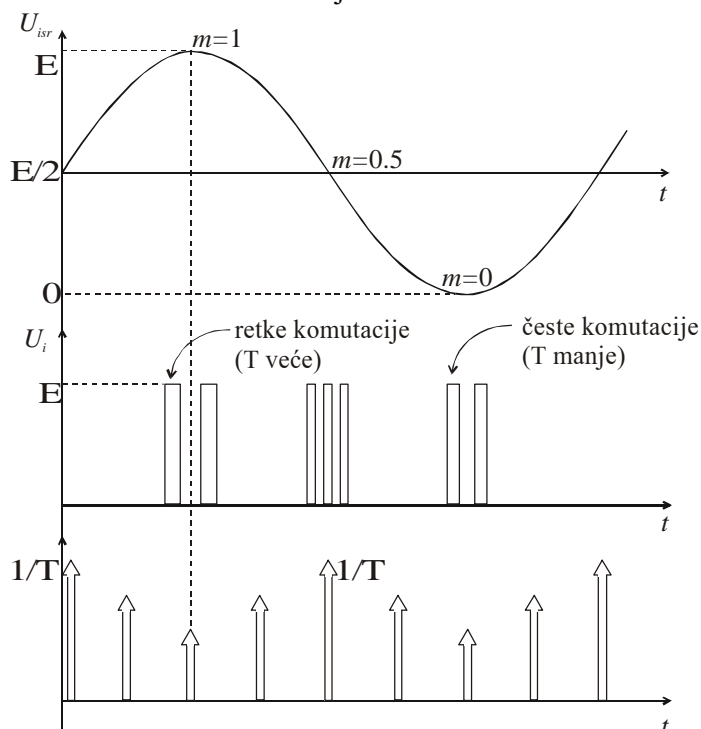 U_isr
m=1
E
E/2
m=0.5
t
m=0
0
retke komutacije
(T veće)
česte komutacije
(T manje)
U_i
E
t
1/T
1/T
t